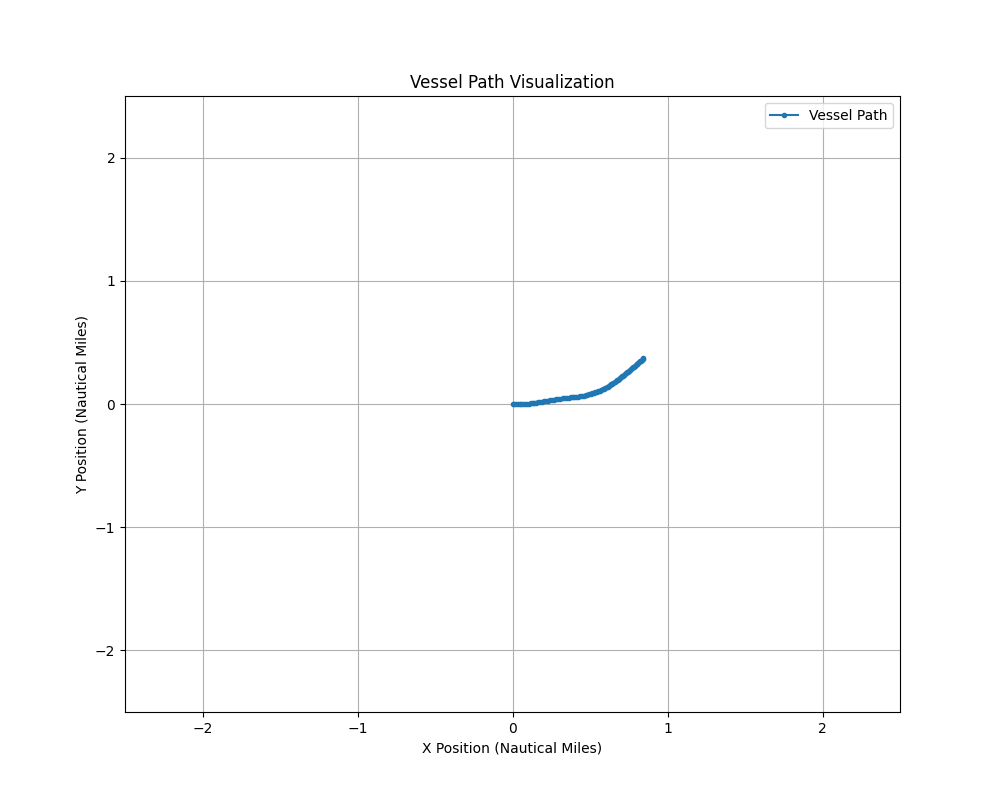 Vessel Path Visualization
Vessel Path
Y Position (Nautical Miles)
2
1
0
−1
−2
−2
−1
0
1
2
X Position (Nautical Miles)